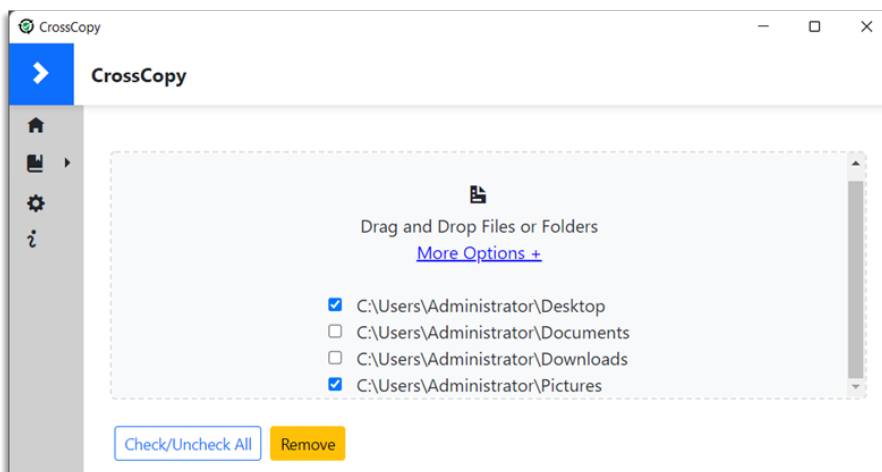 CrossCopy
CrossCopy
Drag and Drop Files or Folders
More Options +
C:\Users\Administrator\Desktop
C:\Users\Administrator\Documents
C:\Users\Administrator\Downloads
C:\Users\Administrator\Pictures
Check/Uncheck All
Remove